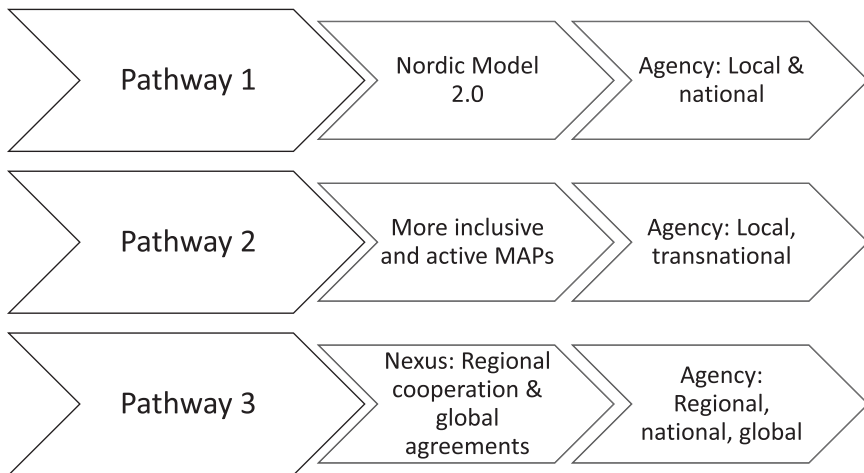 Pathway 1
Nordic Model
2.0
Agency: Local &
national
Pathway 2
More inclusive
and active MAPs
Agency: Local,
transnational
Pathway 3
Nexus: Regional
cooperation &
global
agreements
Agency:
Regional,
national, global